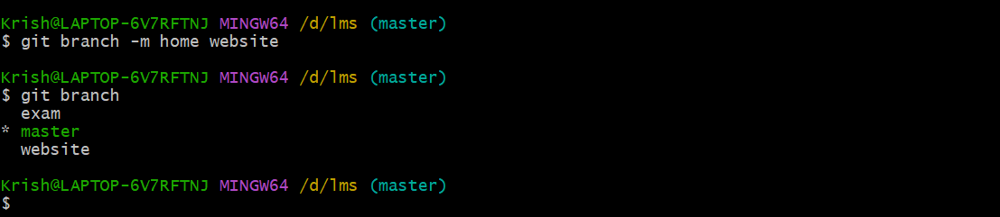 Krish@LAPTOP-6V7RFTNJ MINGW64 /d/lms (master)
$ git branch -m home website
Krish@LAPTOP-6V7RFTNJ MINGW64 /d/lms (master)
$ git branch
  exam
* master
  website
Krish@LAPTOP-6V7RFTNJ MINGW64 /d/lms (master)
$